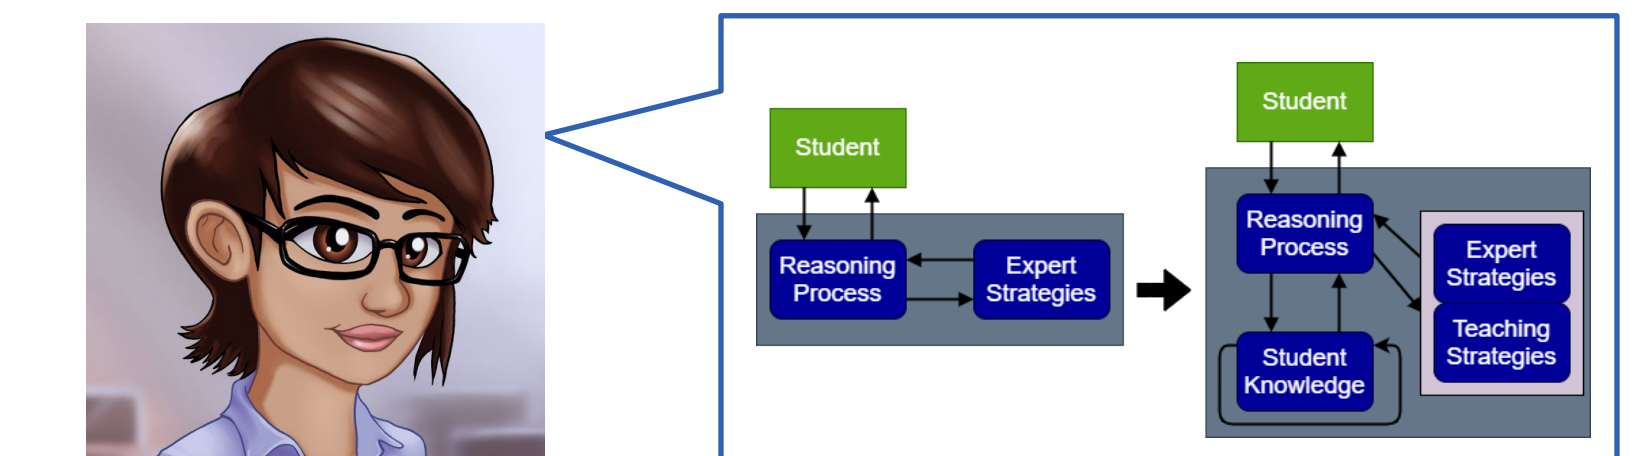 Student
Reasoning
Process
Expert
Strategies
Student
Reasoning
Process
Expert
Strategies
Teaching
Strategies
Student
Knowledge